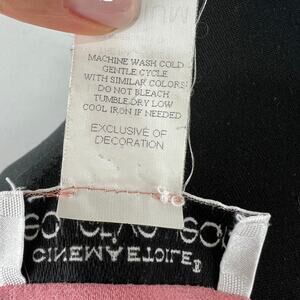 MACHINE WASH COLD
GENTLE CYCLE
WITH SIMILAR COLORS
DO NOT BLEACH
TUMBLE DRY LOW
COOL IRON IF NEEDED
EXCLUSIVE OF
DECORATION
CINEMA ETOILE®